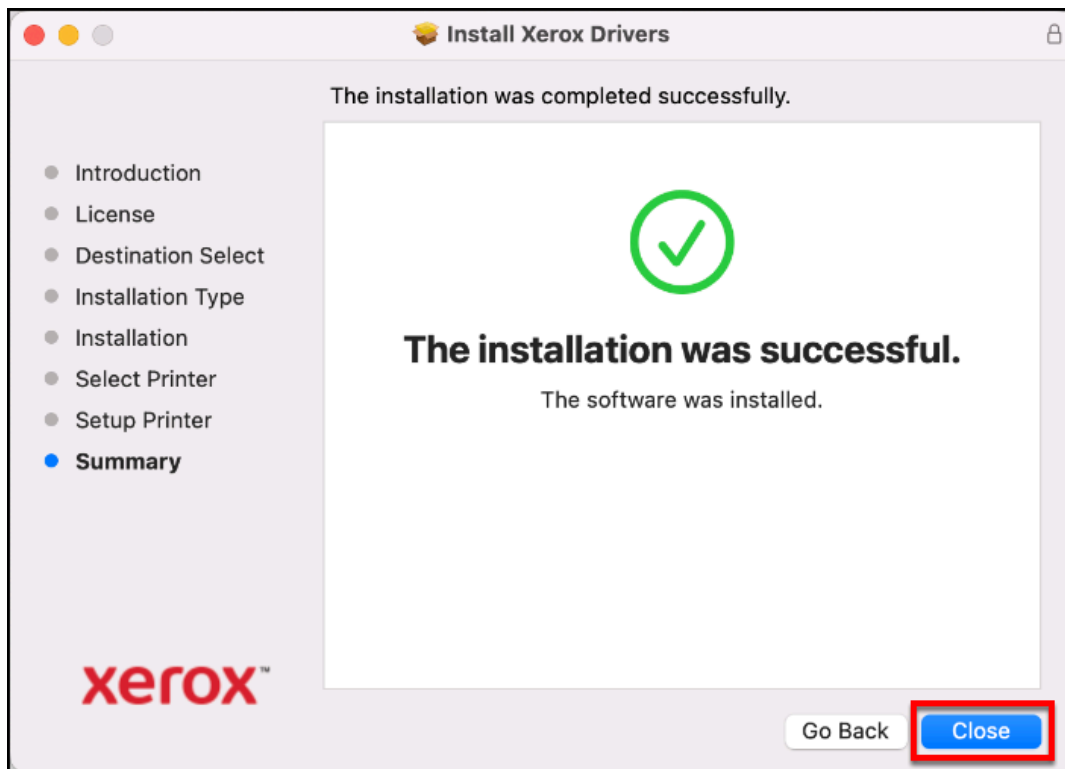 Install Xerox Drivers
The installation was completed successfully.
Introduction
License
Destination Select
Installation Type
Installation
Select Printer
Setup Printer
Summary
The installation was successful.
The software was installed.
xerox™
Go Back
Close